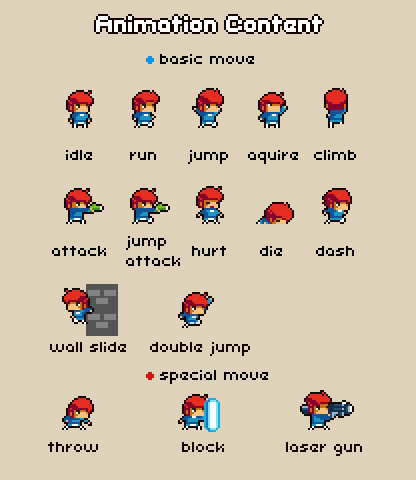 Animation Content
basic move
idle run jump aquire climb
attack jump attack hurt die dash
wall slide double jump
special move
throw block laser gun